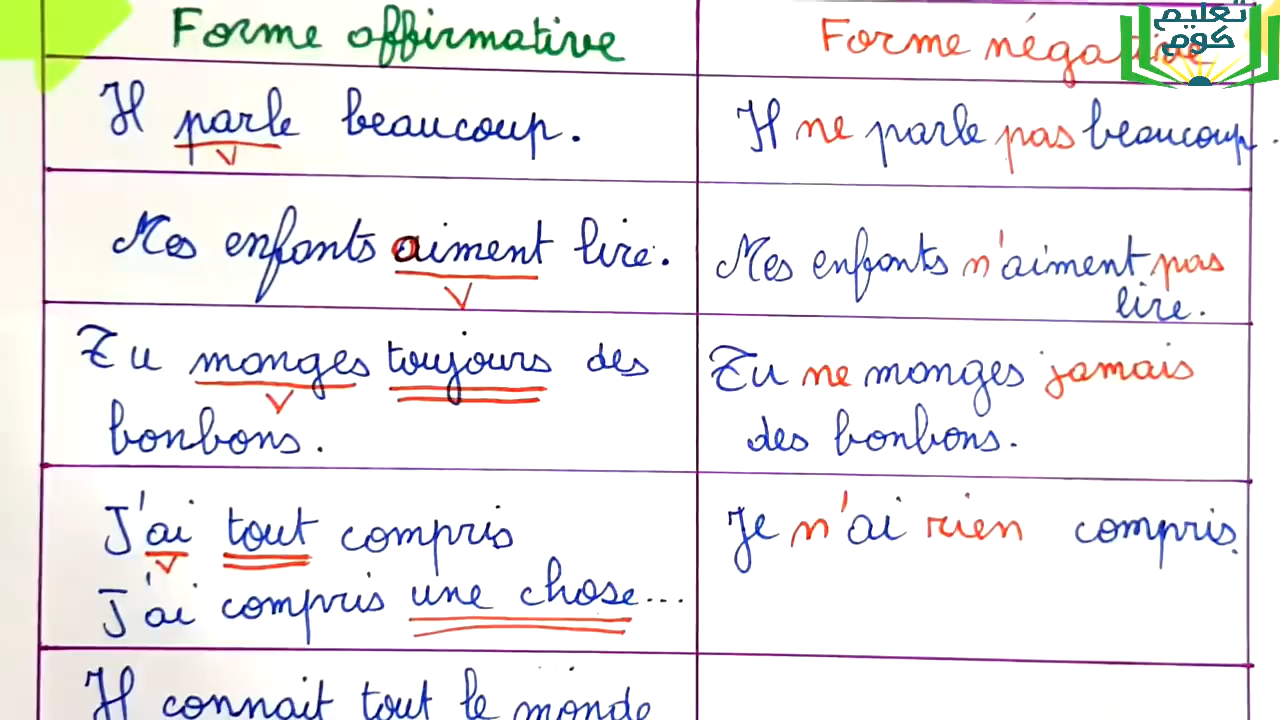 Forme affirmative
Forme négative
تعليم
كوم
Il parle beaucoup.
V
Il ne parle pas beaucoup.
Mes enfants aiment lire.
V
Mes enfants n'aiment pas
lire.
Tu manges toujours des
V
bonbons.
Tu ne manges jamais
des bonbons.
J'ai tout compris
V
J'ai compris une chose...
Je n'ai rien compris.
Il connait tout le monde